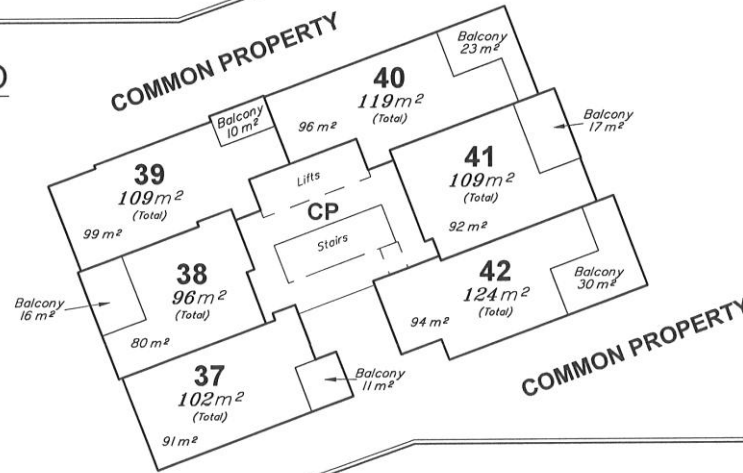 COMMON PROPERTY
Balcony
23 m²
40
119m²
(Total)
96 m²
Balcony
10 m²
Balcony
17 m²
39
109m²
(Total)
99 m²
41
109m²
(Total)
92 m²
Lifts
CP
Stairs
38
96m²
(Total)
80 m²
Balcony
16 m²
42
124m²
(Total)
94 m²
Balcony
30 m²
37
102m²
(Total)
91 m²
Balcony
11 m²
COMMON PROPERTY